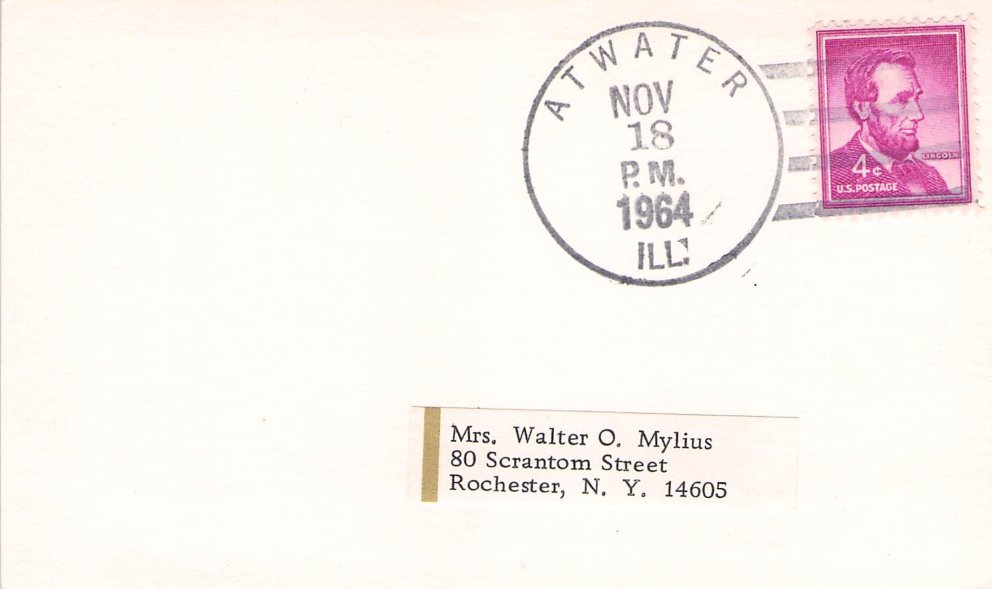 ATWATER
NOV
18
P.M.
1964
ILL.
LINCOLN
4¢
U.S. POSTAGE
Mrs. Walter O. Mylius
80 Scrantom Street
Rochester, N. Y. 14605